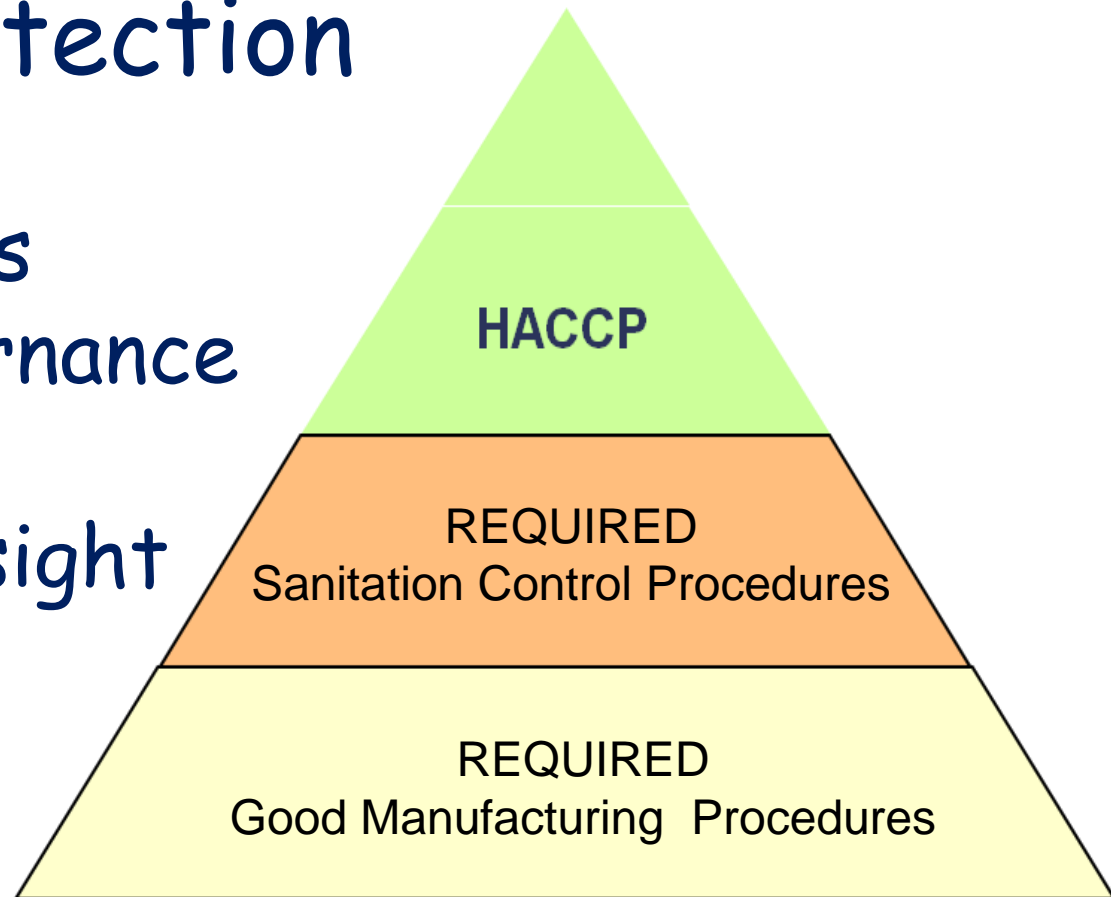 tection
s
rnance
sight
HACCP
REQUIRED
Sanitation Control Procedures
REQUIRED
Good Manufacturing  Procedures